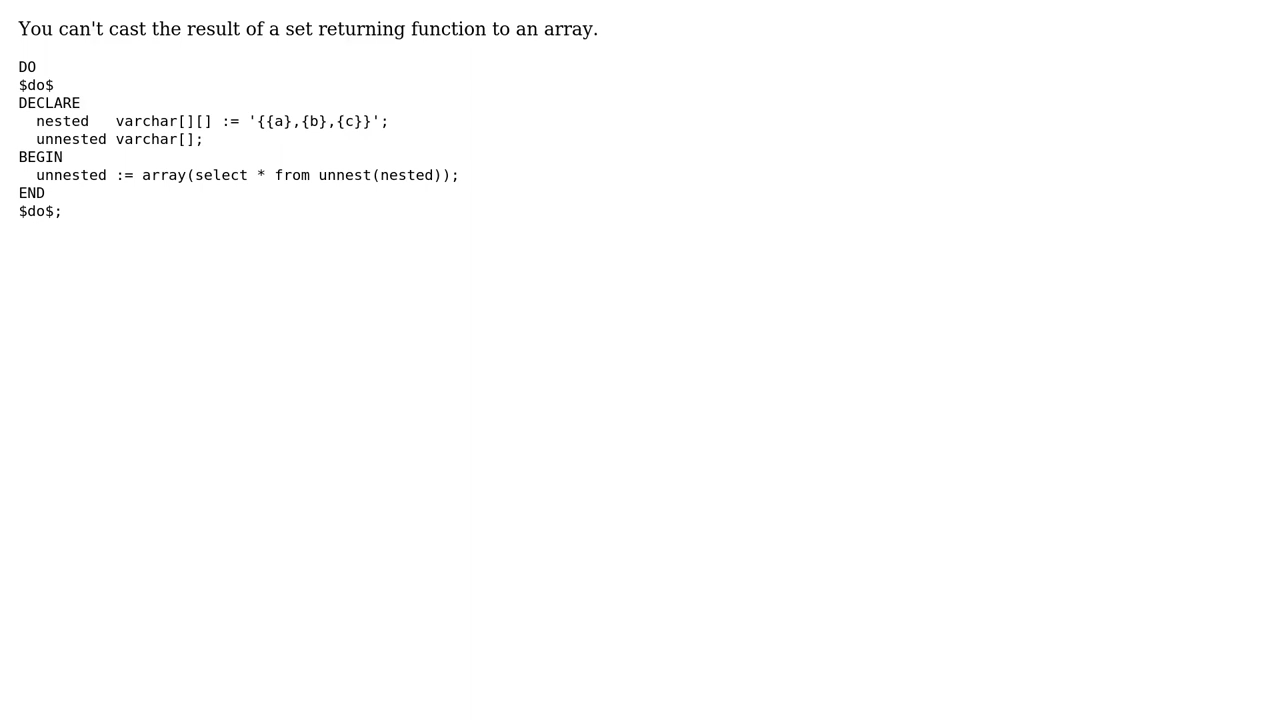 You can't cast the result of a set returning function to an array.
DO
$do$
DECLARE
  nested   varchar[][] := '{{a},{b},{c}}';
  unnested varchar[];
BEGIN
  unnested := array(select * from unnest(nested));
END
$do$;